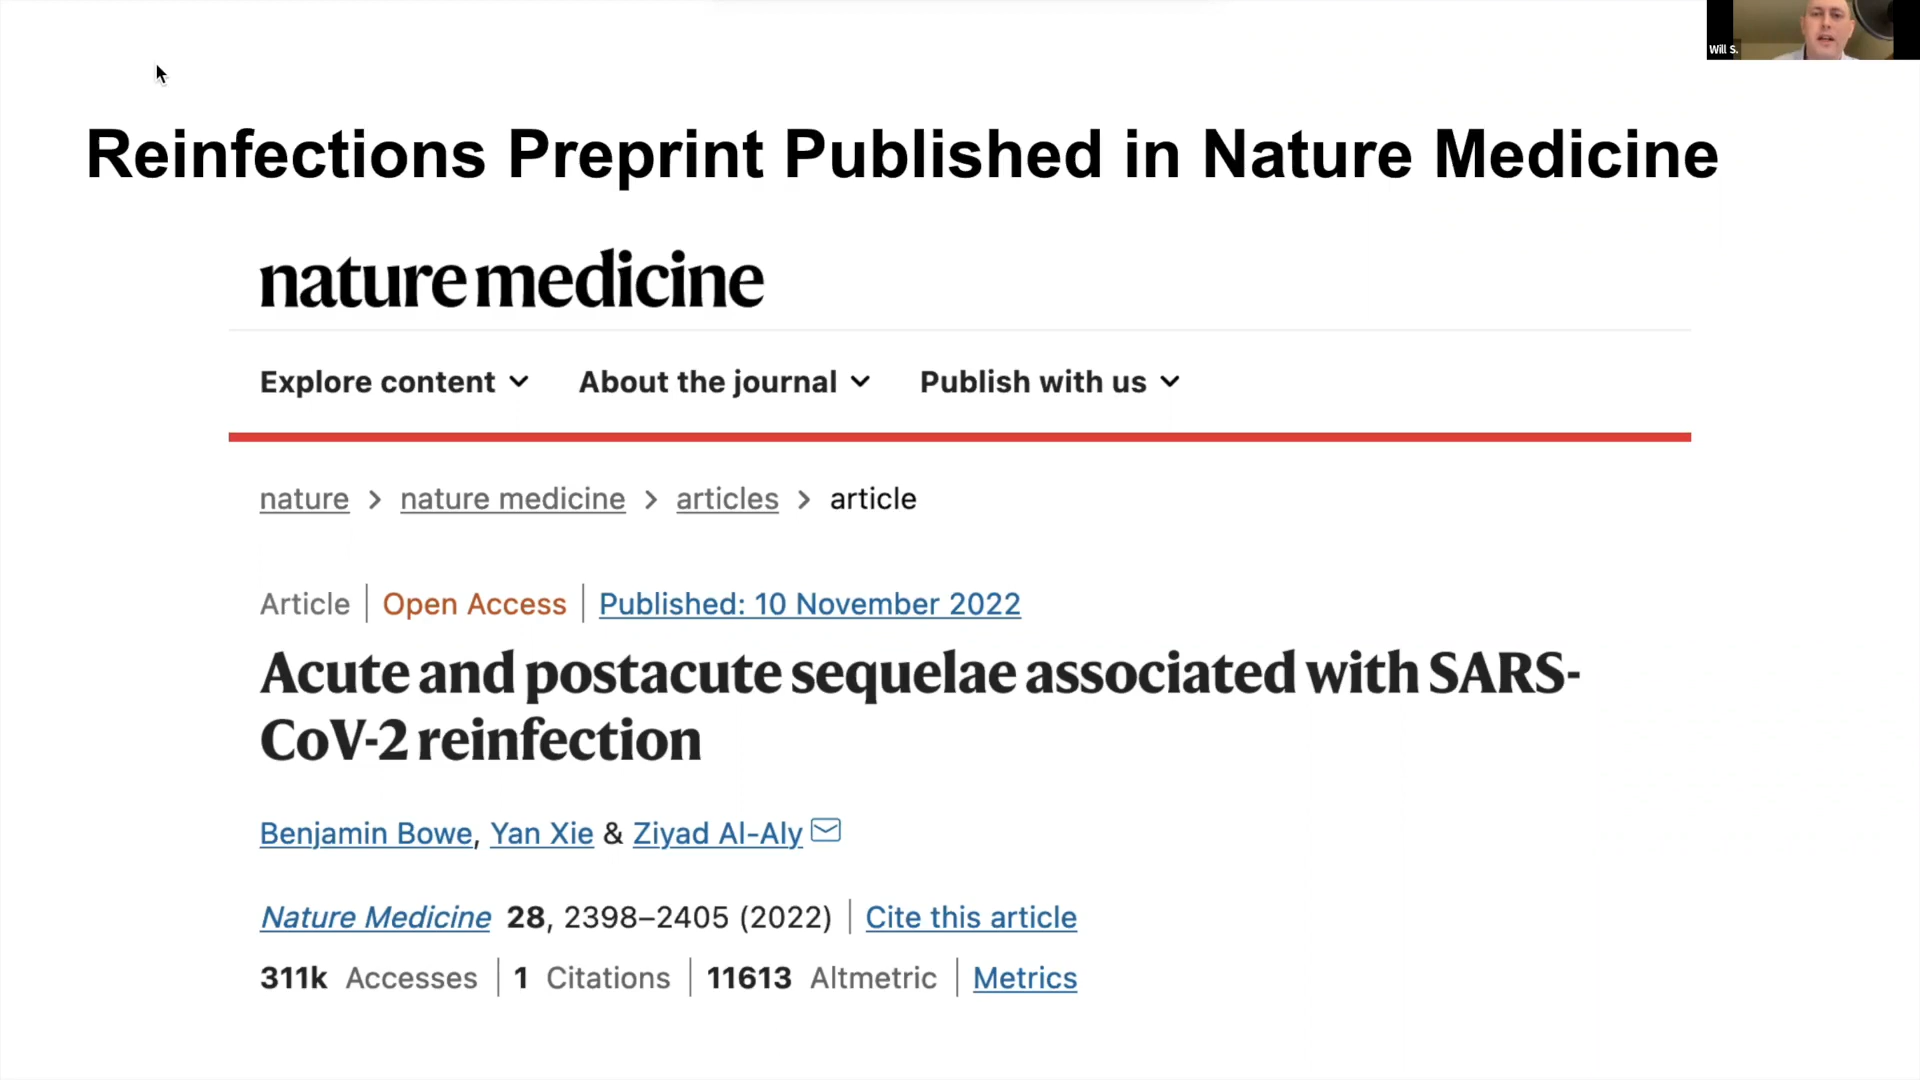 Will S.
Reinfections Preprint Published in Nature Medicine
nature medicine
Explore content About the journal Publish with us
nature > nature medicine > articles > article
Article | Open Access | Published: 10 November 2022
Acute and postacute sequelae associated with SARS-
CoV-2 reinfection
Benjamin Bowe, Yan Xie & Ziyad Al-Aly
Nature Medicine 28, 2398–2405 (2022) | Cite this article
311k Accesses | 1 Citations | 11613 Altmetric | Metrics